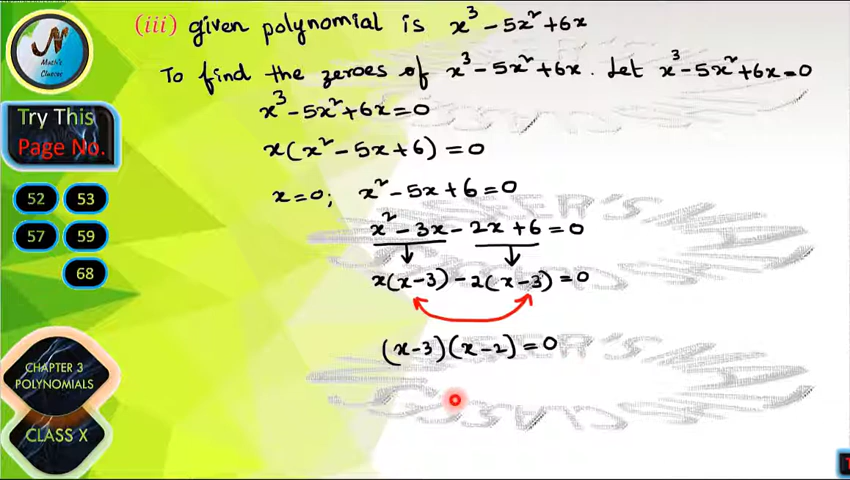 (iii) given polynomial is x³ - 5x² + 6x
To find the zeroes of x³ - 5x² + 6x. Let x³ - 5x² + 6x = 0
x³ - 5x² + 6x = 0
x(x² - 5x + 6) = 0
x = 0; x² - 5x + 6 = 0
x² - 3x - 2x + 6 = 0
x(x-3) - 2(x-3) = 0
(x-3)(x-2) = 0
N
Math's
Classes
Try This
Page No.
52 53
57 59
68
CHAPTER 3
POLYNOMIALS
CLASS X